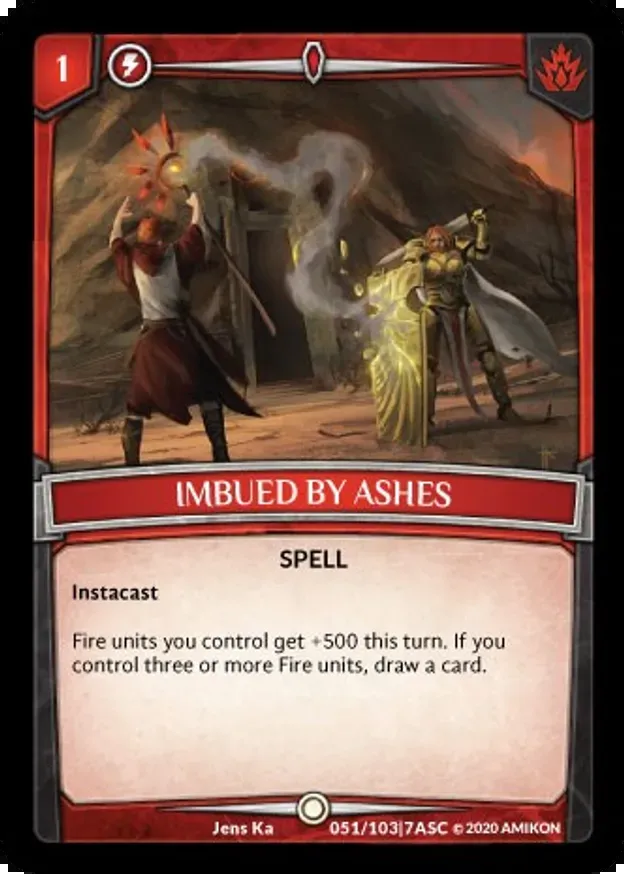 1
IMBUED BY ASHES
SPELL
Instacast
Fire units you control get +500 this turn. If you
control three or more Fire units, draw a card.
Jens Ka 051/103|7ASC © 2020 AMIKON